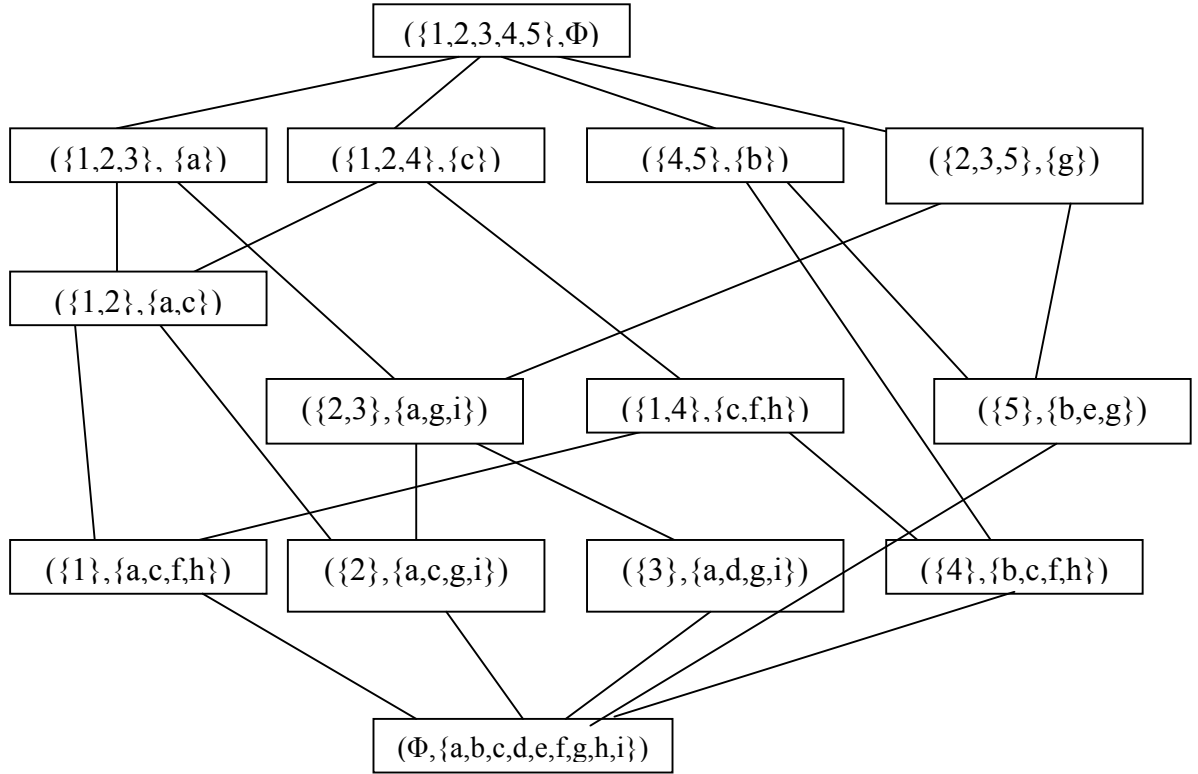 ({1,2,3,4,5},Φ)
({1,2,3}, {a})
({1,2,4},{c})
({4,5},{b})
({2,3,5},{g})
({1,2},{a,c})
({2,3},{a,g,i})
({1,4},{c,f,h})
({5},{b,e,g})
({1},{a,c,f,h})
({2},{a,c,g,i})
({3},{a,d,g,i})
({4},{b,c,f,h})
(Φ,{a,b,c,d,e,f,g,h,i})